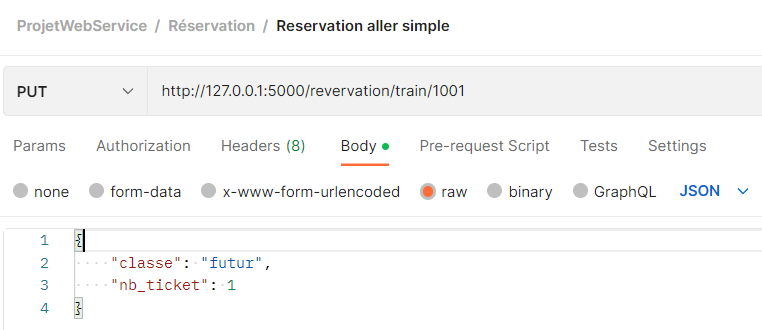 ProjetWebService / Réservation / Reservation aller simple
PUT http://127.0.0.1:5000/revervation/train/1001
Params Authorization Headers (8) Body Pre-request Script Tests Settings
none form-data x-www-form-urlencoded raw binary GraphQL JSON
1 {
2 ····"classe":·"futur",
3 ····"nb_ticket":·1
4 }